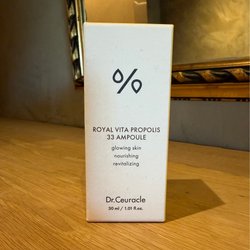 %
ROYAL VITA PROPOLIS
33 AMPOULE
glowing skin
nourishing
revitalizing
Dr.Ceuracle
30 ml / 1.01 fl.oz.